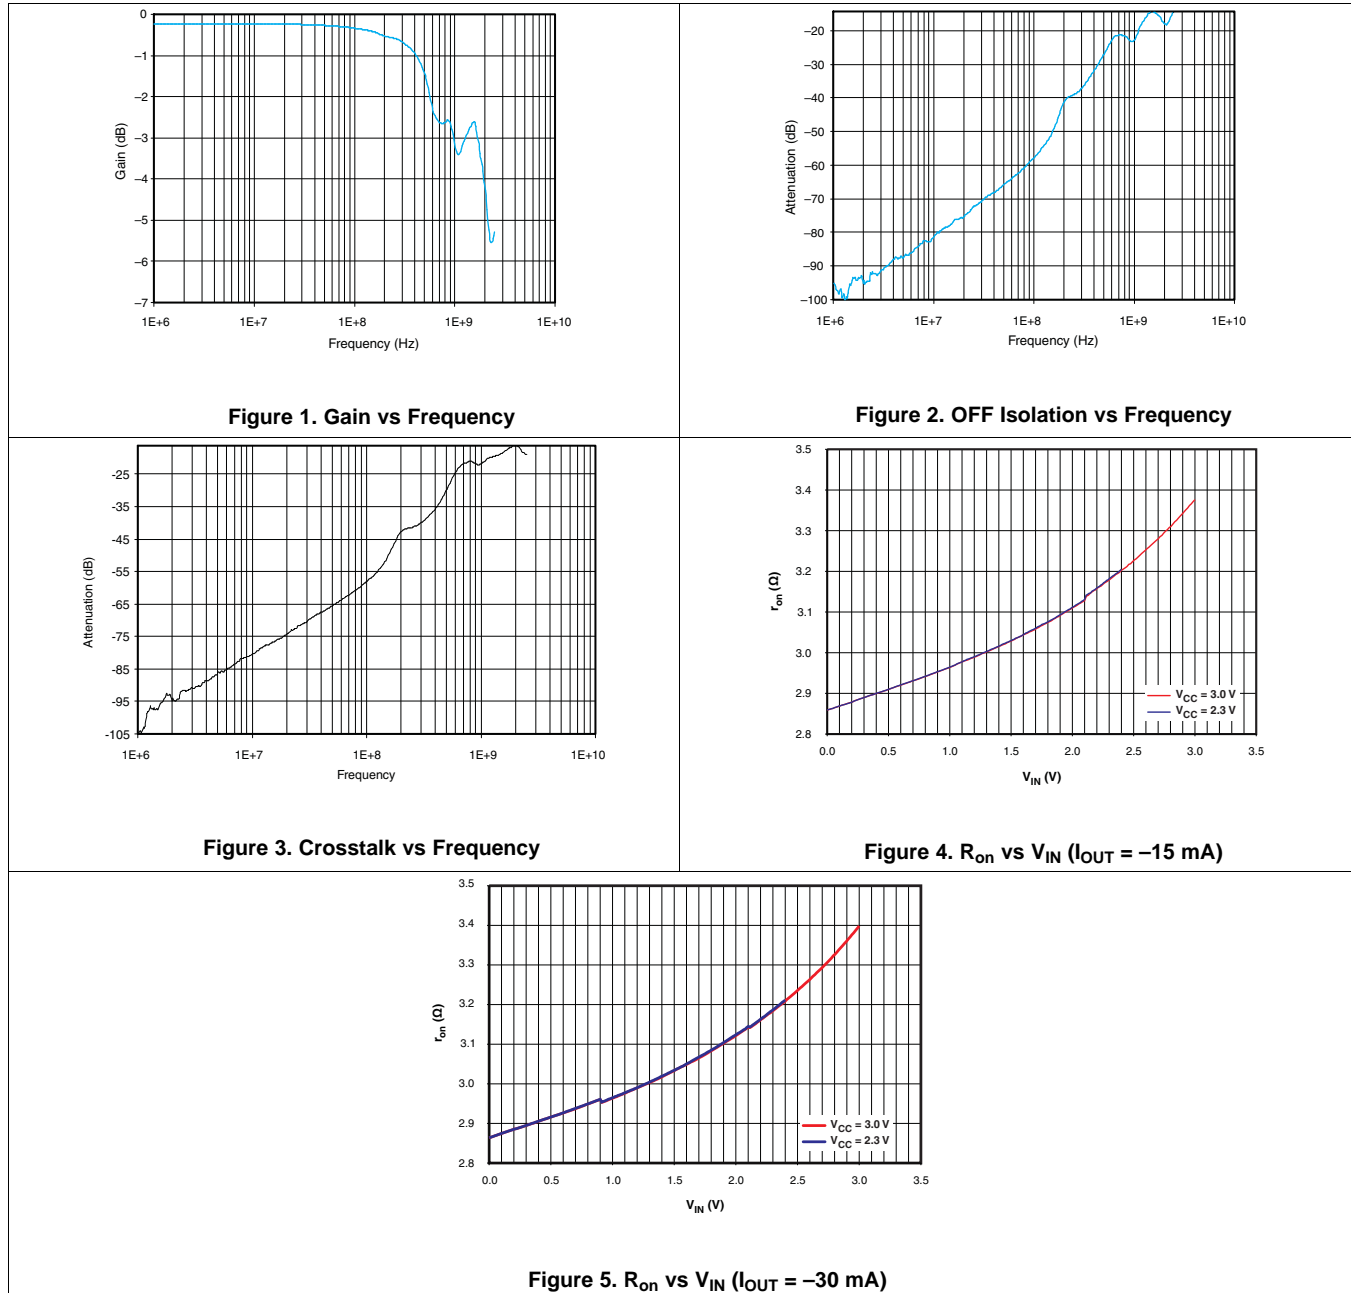 0
–1
–2
–3
–4
–5
–6
–7
Gain (dB)
1E+6 1E+7 1E+8 1E+9 1E+10
Frequency (Hz)
Figure 1. Gain vs Frequency
–20
–30
–40
–50
–60
–70
–80
–90
–100
Attenuation (dB)
1E+6 1E+7 1E+8 1E+9 1E+10
Frequency (Hz)
Figure 2. OFF Isolation vs Frequency
-25
-35
-45
-55
-65
-75
-85
-95
-105
Attenuation (dB)
1E+6 1E+7 1E+8 1E+9 1E+10
Frequency
Figure 3. Crosstalk vs Frequency
3.5
3.4
3.3
3.2
3.1
3.0
2.9
2.8
ron (Ω)
VCC = 3.0 V
VCC = 2.3 V
0.0 0.5 1.0 1.5 2.0 2.5 3.0 3.5
VIN (V)
Figure 4. Ron vs VIN (IOUT = –15 mA)
3.5
3.4
3.3
3.2
3.1
3.0
2.9
2.8
ron (Ω)
VCC = 3.0 V
VCC = 2.3 V
0.0 0.5 1.0 1.5 2.0 2.5 3.0 3.5
VIN (V)
Figure 5. Ron vs VIN (IOUT = –30 mA)